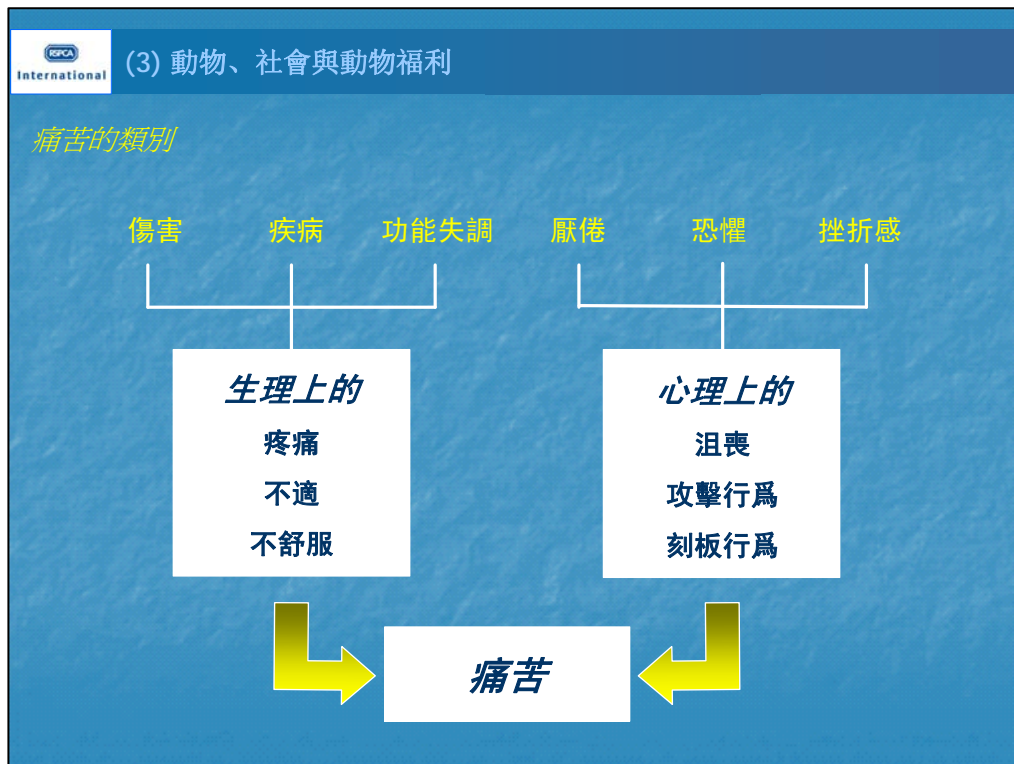 RSPCA
International
(3) 動物、社會與動物福利
痛苦的類別
傷害 疾病 功能失調 厭倦 恐懼 挫折感
生理上的
疼痛
不適
不舒服
心理上的
沮喪
攻擊行爲
刻板行爲
痛苦